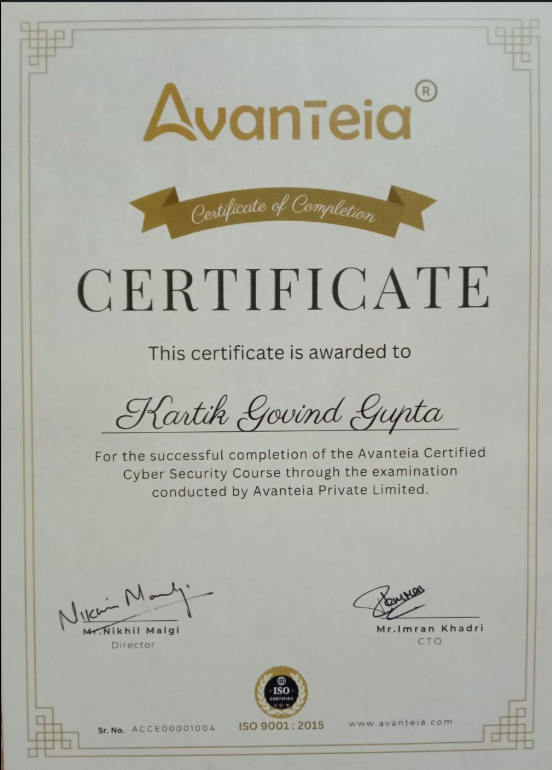 Avanteia®
Certificate of Completion
CERTIFICATE
This certificate is awarded to
Kartik Govind Gupta
For the successful completion of the Avanteia Certified
Cyber Security Course through the examination
conducted by Avanteia Private Limited.
Nikhil Malgi
Mr.Nikhil Malgi
Director
Mr.Imran Khadri
CTO
ISO
CERTIFIED
Sr. No. ACCE00001004
ISO 9001 : 2015
www.avanteia.com